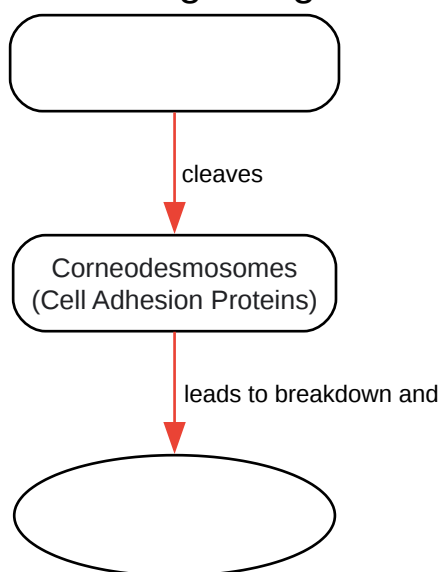 cleaves
Corneodesmosomes
(Cell Adhesion Proteins)
leads to breakdown and